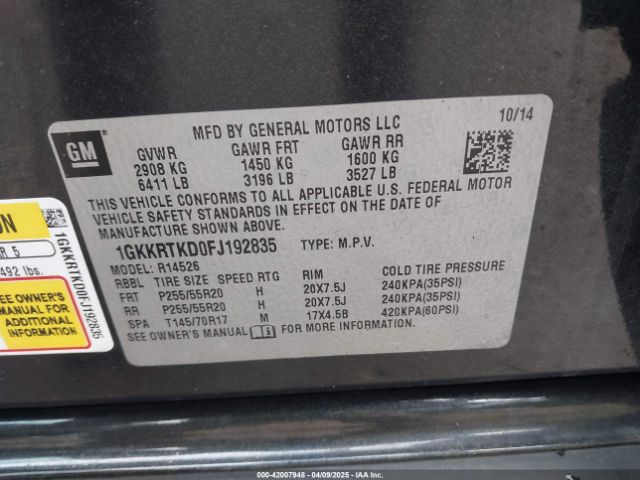 GM
MFD BY GENERAL MOTORS LLC
10/14
GVWR GAWR FRT GAWR RR
2908 KG 1450 KG 1600 KG
6411 LB 3196 LB 3527 LB
THIS VEHICLE CONFORMS TO ALL APPLICABLE U.S. FEDERAL MOTOR
VEHICLE SAFETY STANDARDS IN EFFECT ON THE DATE OF
MANUFACTURE SHOWN ABOVE.
1GKKRTKD0FJ192835 TYPE: M.P.V.
MODEL: R14526
RBBL TIRE SIZE SPEED RTG RIM COLD TIRE PRESSURE
FRT P255/55R20 H 20X7.5J 240KPA(35PSI)
RR P255/55R20 H 20X7.5J 240KPA(35PSI)
SPA T145/70R17 M 17X4.5B 420KPA(60PSI)
SEE OWNER'S MANUAL FOR MORE INFORMATION
ON
R 5
492 lbs.
SEE OWNER'S
MANUAL FOR
ADDITIONAL
INFORMATION
1GKKRTKD0FJ192835
© IAA - 42007948 - 04/09/2025 - IAAI.COM